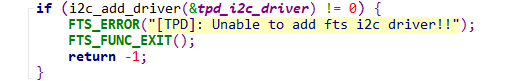 if (i2c_add_driver(&tpd_i2c_driver) != 0) {
    FTS_ERROR("[TPD]: Unable to add fts i2c driver!!");
    FTS_FUNC_EXIT();
    return -1;
}